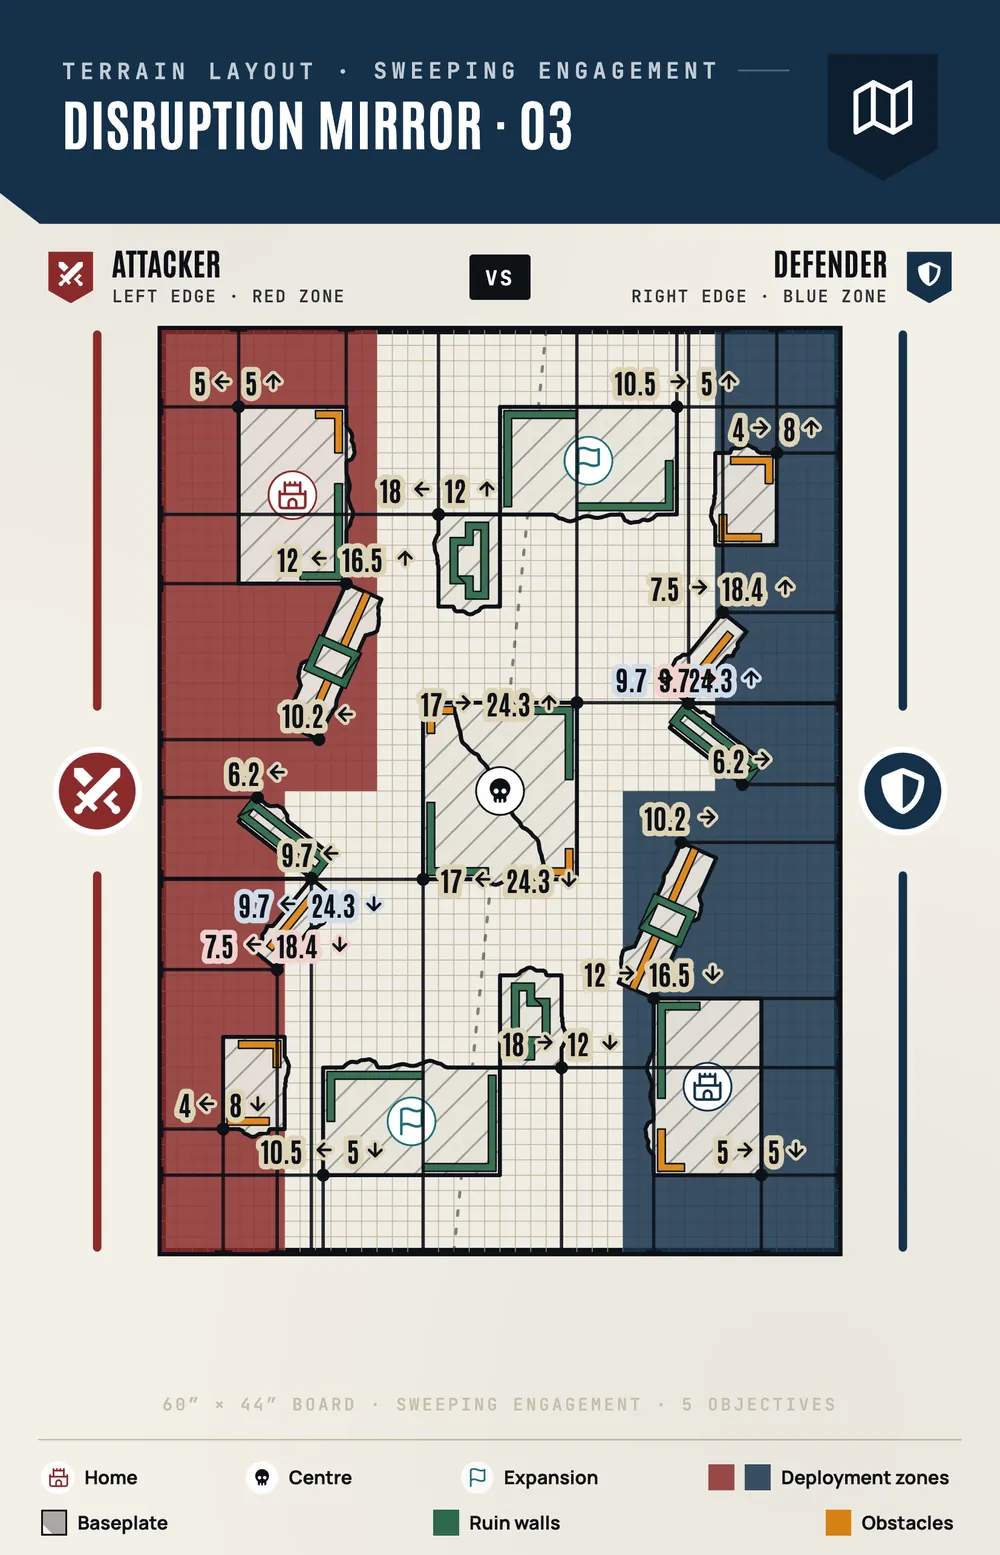 TERRAIN LAYOUT · SWEEPING ENGAGEMENT
DISRUPTION MIRROR · 03
ATTACKER
LEFT EDGE · RED ZONE
VS
DEFENDER
RIGHT EDGE · BLUE ZONE
5 ← 5 ↑
10.5 → 5 ↑
4 → 8 ↑
18 ← 12 ↑
12 ← 16.5 ↑
7.5 → 18.4 ↑
9.7 → 24.3 ↑
9.7
17 → 24.3 ↑
10.2 ←
6.2 →
6.2 ←
10.2 →
9.7 ←
17 ← 24.3 ↓
9.7 ← 24.3 ↓
7.5 ← 18.4 ↓
12 → 16.5 ↓
18 → 12 ↓
4 ← 8 ↓
10.5 ← 5 ↓
5 → 5 ↓
60” × 44” BOARD · SWEEPING ENGAGEMENT · 5 OBJECTIVES
Home
Centre
Expansion
Deployment zones
Baseplate
Ruin walls
Obstacles